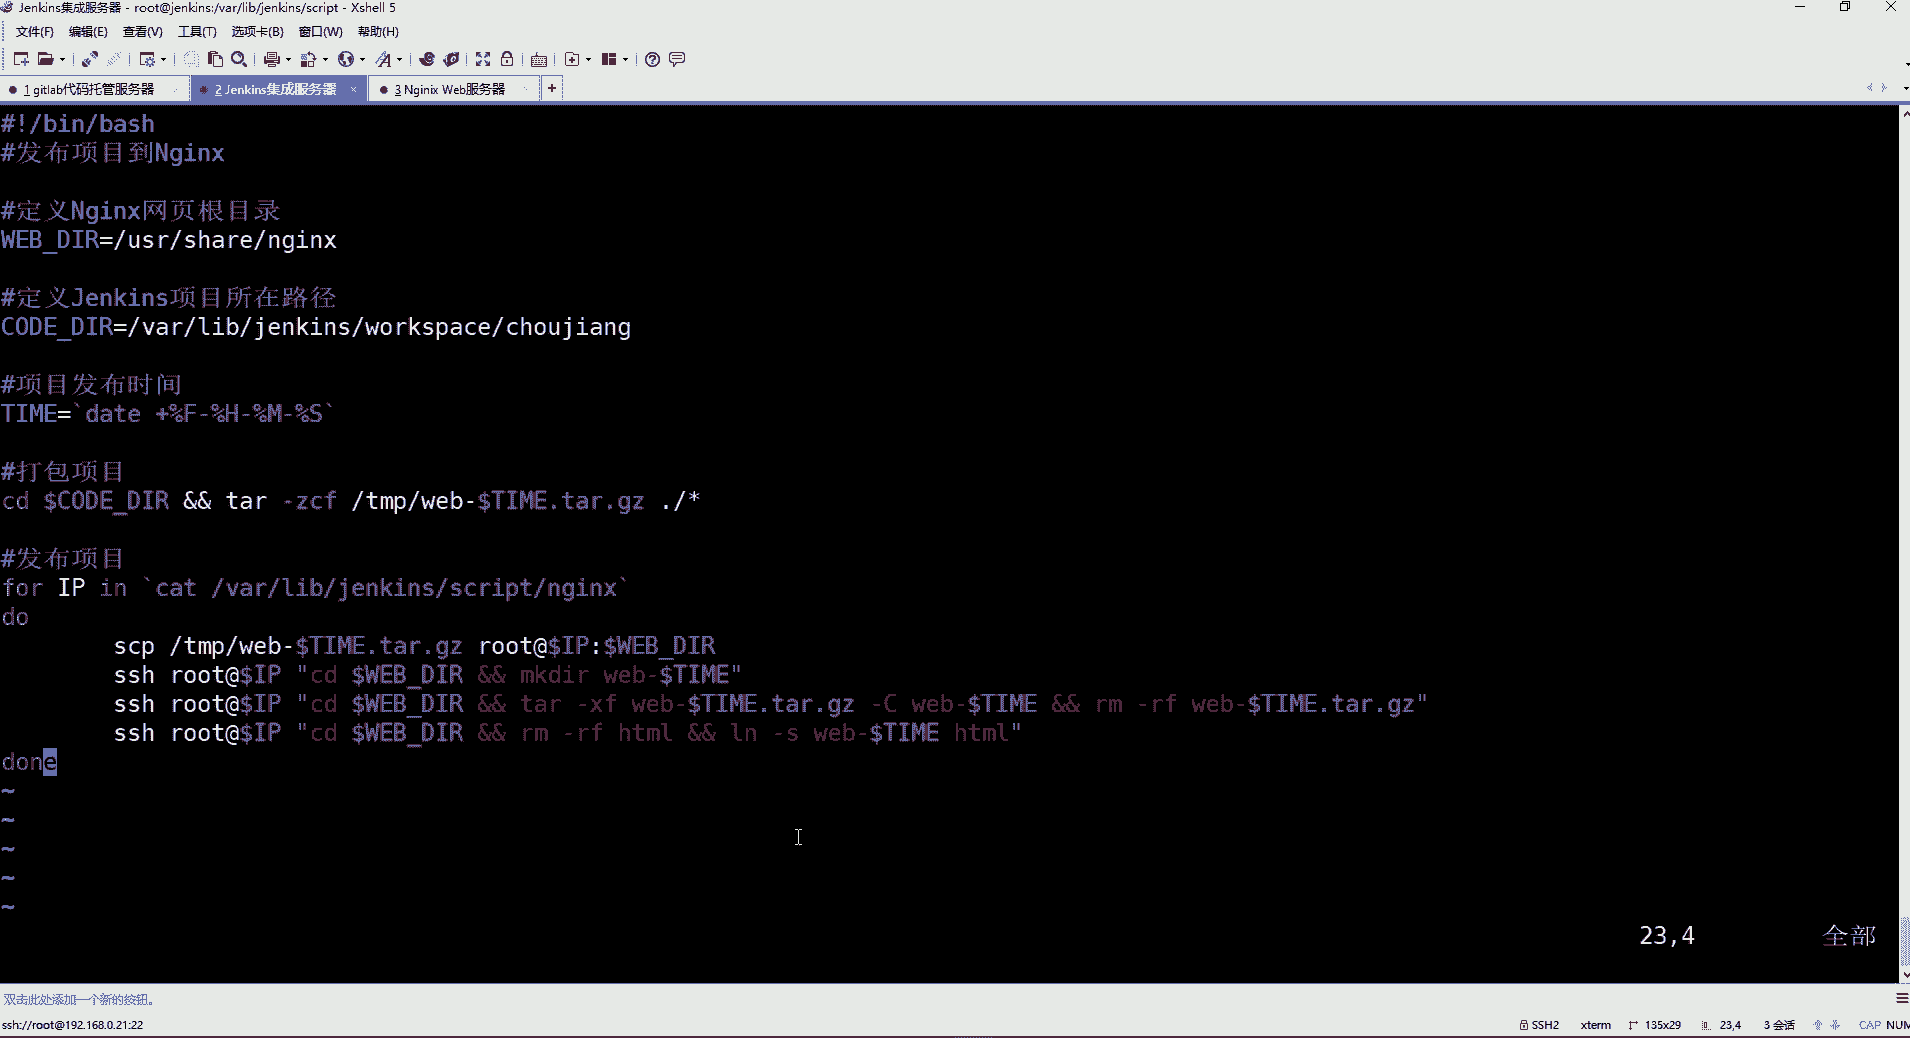 Jenkins集成服务器 - root@jenkins:/var/lib/jenkins/script - Xshell 5
文件(F) 编辑(E) 查看(V) 工具(T) 选项卡(B) 窗口(W) 帮助(H)
1 gitlab代码托管服务器 2 Jenkins集成服务器 × 3 Nginix Web服务器 +
#!/bin/bash
#发布项目到Nginx
#定义Nginx网页根目录
WEB_DIR=/usr/share/nginx
#定义Jenkins项目所在路径
CODE_DIR=/var/lib/jenkins/workspace/choujiang
#项目发布时间
TIME=`date +%F-%H-%M-%S`
#打包项目
cd $CODE_DIR && tar -zcf /tmp/web-$TIME.tar.gz ./*
#发布项目
for IP in `cat /var/lib/jenkins/script/nginx`
do
scp /tmp/web-$TIME.tar.gz root@$IP:$WEB_DIR
ssh root@$IP "cd $WEB_DIR && mkdir web-$TIME"
ssh root@$IP "cd $WEB_DIR && tar -xf web-$TIME.tar.gz -C web-$TIME && rm -rf web-$TIME.tar.gz"
ssh root@$IP "cd $WEB_DIR && rm -rf html && ln -s web-$TIME html"
done
~
~
~
~
~
23,4 全部
双击此处添加一个新的按钮。
ssh://root@192.168.0.21:22 SSH2 xterm 135x29 23,4 3 会话 CAP NUM